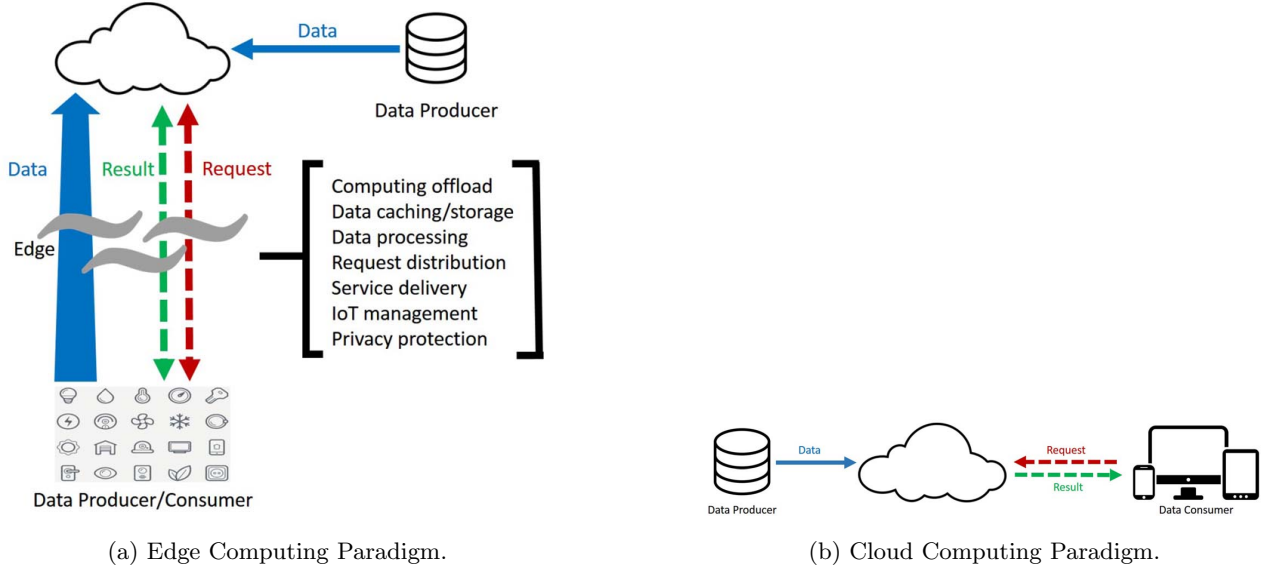 Data
Data Producer
Data
Result
Request
Edge
Computing offload
Data caching/storage
Data processing
Request distribution
Service delivery
IoT management
Privacy protection
Data Producer/Consumer
(a) Edge Computing Paradigm.
Data
Request
Result
Data Producer
Data Consumer
(b) Cloud Computing Paradigm.